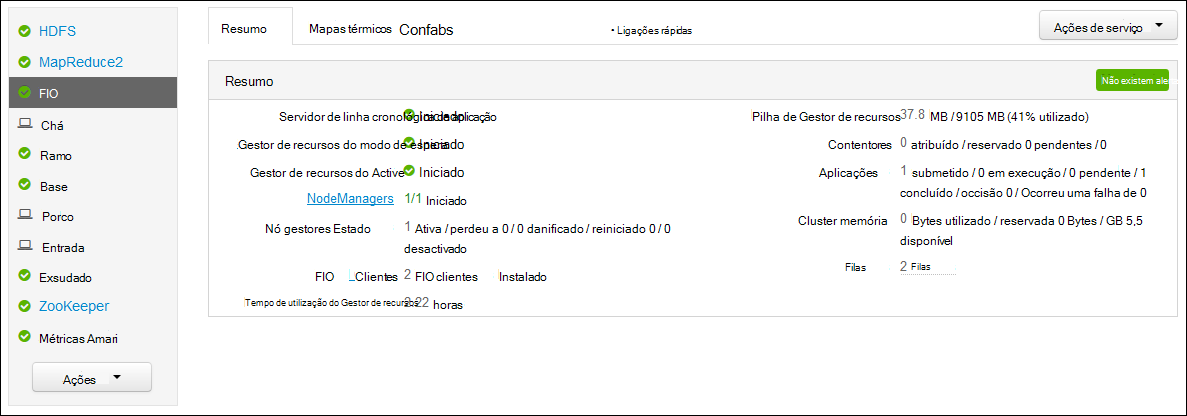 HDFS
MapReduce2
FIO
Chá
Ramo
Base
Porco
Entrada
Exsudado
ZooKeeper
Métricas Amari
Ações
Resumo Mapas térmicos Confabs • Ligações rápidas Ações de serviço
Resumo Não existem ale
Servidor de linha cronológica de aplicação Iniciado
Gestor de recursos do modo de espera Iniciado
Gestor de recursos do Active Iniciado
NodeManagers 1/1 Iniciado
Nó gestores Estado 1 Ativa / perdeu a 0 / 0 danificado / reiniciado 0 / 0
desactivado
FIO Clientes 2 FIO clientes Instalado
Tempo de utilização do Gestor de recursos 2.22 horas
Pilha de Gestor de recursos 37.8 MB / 9105 MB (41% utilizado)
Contentores 0 atribuído / reservado 0 pendentes / 0
Aplicações 1 submetido / 0 em execução / 0 pendente / 1
concluído / occisão 0 / Ocorreu uma falha de 0
Cluster memória 0 Bytes utilizado / reservada 0 Bytes / GB 5,5
disponível
Filas 2 Filas